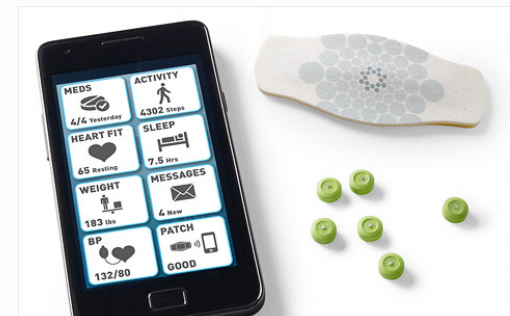 MEDS
4/4 Yesterday
ACTIVITY
4302 Steps
HEART FIT
65 Resting
SLEEP
7.5 Hrs
WEIGHT
183 lbs
MESSAGES
4 New
BP
132/80
PATCH
GOOD